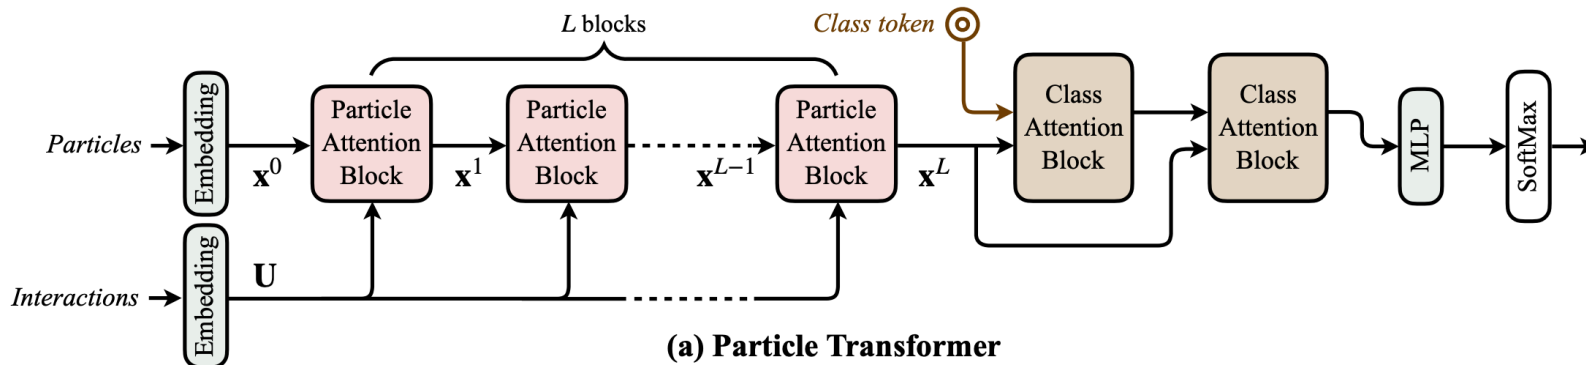 L blocks
Class token
Particles
Embedding
x⁰
Particle
Attention
Block
x¹
Particle
Attention
Block
xᴸ⁻¹
Particle
Attention
Block
xᴸ
Class
Attention
Block
Class
Attention
Block
MLP
SoftMax
Interactions
Embedding
U
(a) Particle Transformer